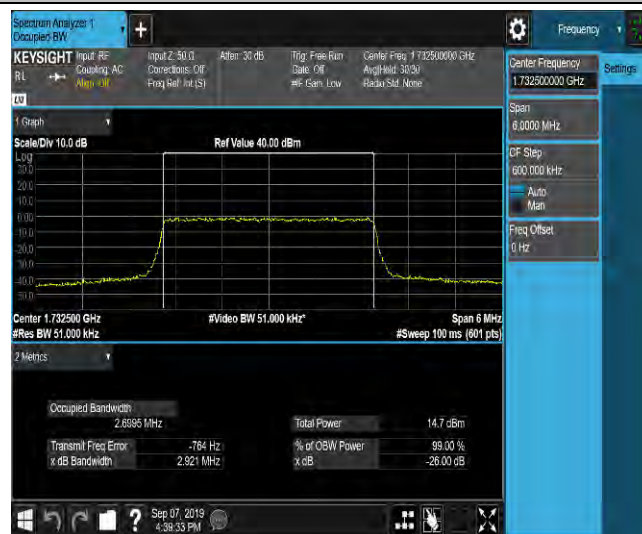 Spectrum Analyzer 1
Occupied BW
+
Frequency
KEYSIGHT
RL
Input: RF
Coupling: AC
Align: Off
Input Z: 50 Ω
Corrections: Off
Freq Ref: Int (S)
Atten: 30 dB
Trig: Free Run
Gate: Off
#IF Gain: Low
Center Freq: 1.732500000 GHz
Avg|Hold: 30/30
Radio Std: None
Center Frequency
1.732500000 GHz
Settings
Span
6.0000 MHz
CF Step
600.000 kHz
Auto
Man
Freq Offset
0 Hz
1 Graph
Scale/Div 10.0 dB
Ref Value 40.00 dBm
Log
30.0
20.0
10.0
0.00
-10.0
-20.0
-30.0
-40.0
-50.0
Center 1.732500 GHz
#Video BW 51.000 kHz*
Span 6 MHz
#Res BW 51.000 kHz
#Sweep 100 ms (601 pts)
2 Metrics
Occupied Bandwidth
2.6995 MHz
Total Power
14.7 dBm
Transmit Freq Error
-764 Hz
% of OBW Power
99.00 %
x dB Bandwidth
2.921 MHz
x dB
-26.00 dB
?
Sep 07, 2019
4:39:33 PM